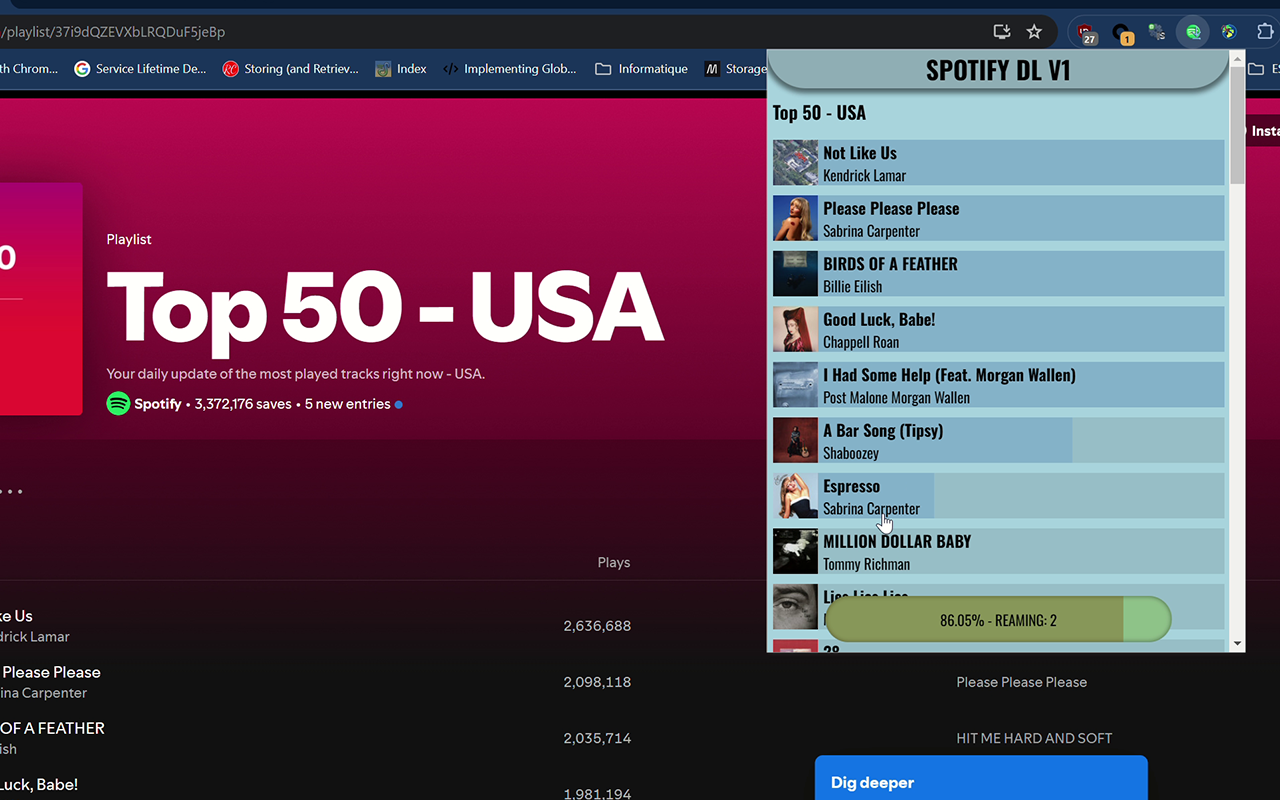 /playlist/37i9dQZEVXbLRQDuF5jeBp
27
1
th Chrom...
Service Lifetime De...
Storing (and Retriev...
Index
Implementing Glob...
Informatique
Storage
ES
SPOTIFY DL V1
Top 50 - USA
Not Like Us
Kendrick Lamar
Please Please Please
Sabrina Carpenter
BIRDS OF A FEATHER
Billie Eilish
Good Luck, Babe!
Chappell Roan
I Had Some Help (Feat. Morgan Wallen)
Post Malone Morgan Wallen
A Bar Song (Tipsy)
Shaboozey
Espresso
Sabrina Carpenter
MILLION DOLLAR BABY
Tommy Richman
86.05% - REAMING: 2
Insta
0
Playlist
Top 50 - USA
Your daily update of the most played tracks right now - USA.
Spotify • 3,372,176 saves • 5 new entries
Plays
ke Us
drick Lamar
2,636,688
Please Please
ina Carpenter
2,098,118
Please Please Please
OF A FEATHER
ish
2,035,714
HIT ME HARD AND SOFT
Luck, Babe!
1,981,194
Dig deeper